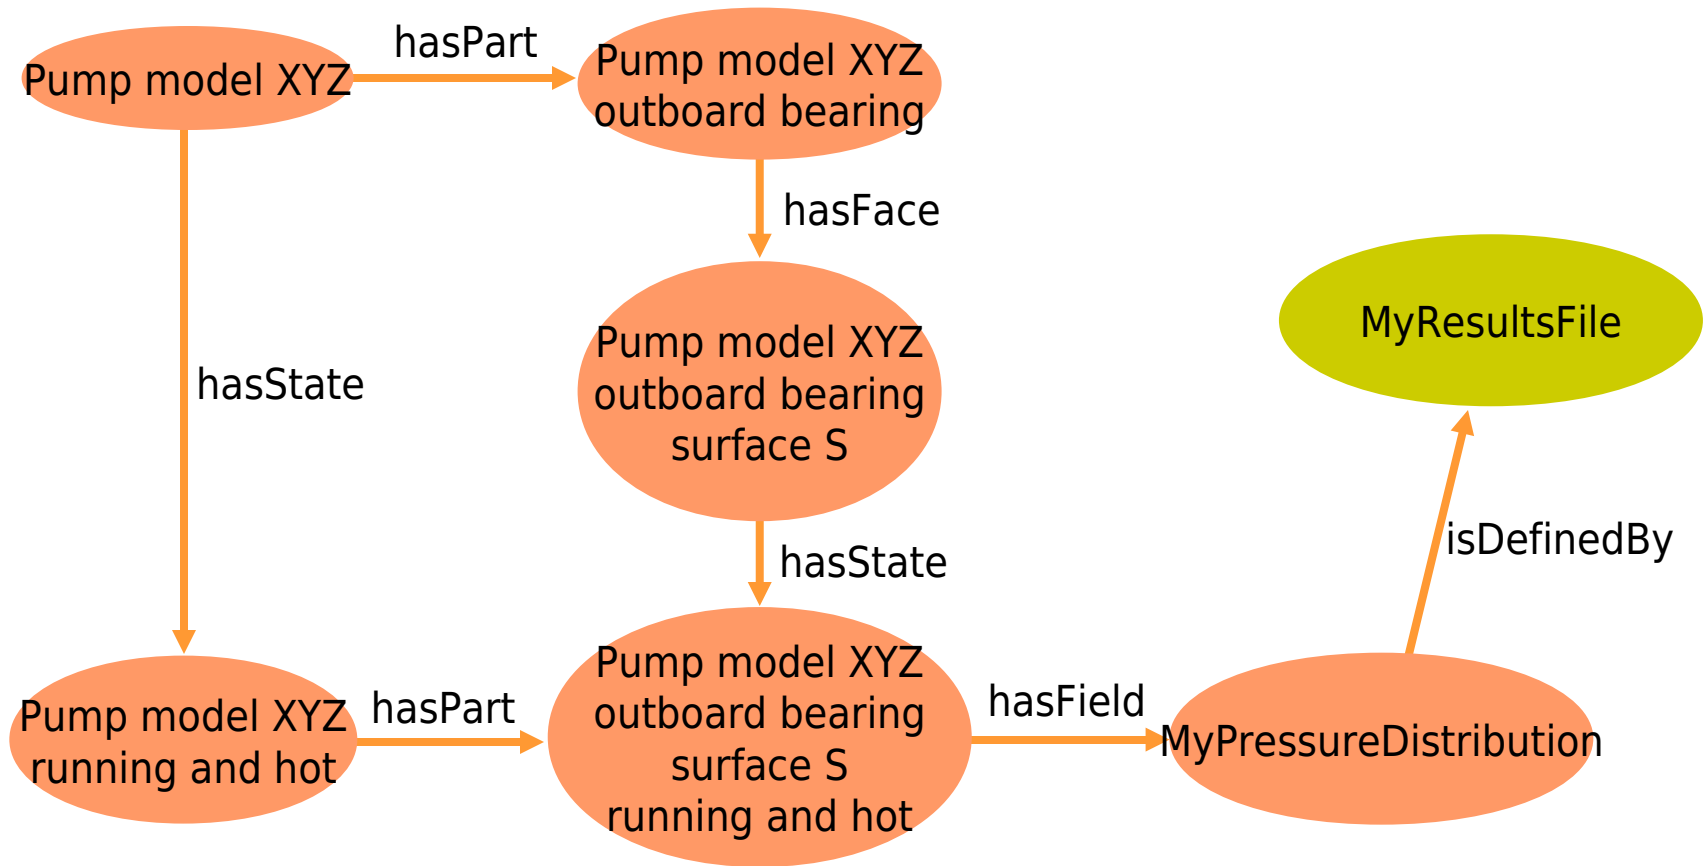 hasPart
Pump model XYZ
Pump model XYZ
outboard bearing
hasFace
MyResultsFile
Pump model XYZ
outboard bearing
surface S
hasState
isDefinedBy
hasState
Pump model XYZ
outboard bearing
surface S
running and hot
Pump model XYZ
running and hot
hasPart
hasField
MyPressureDistribution